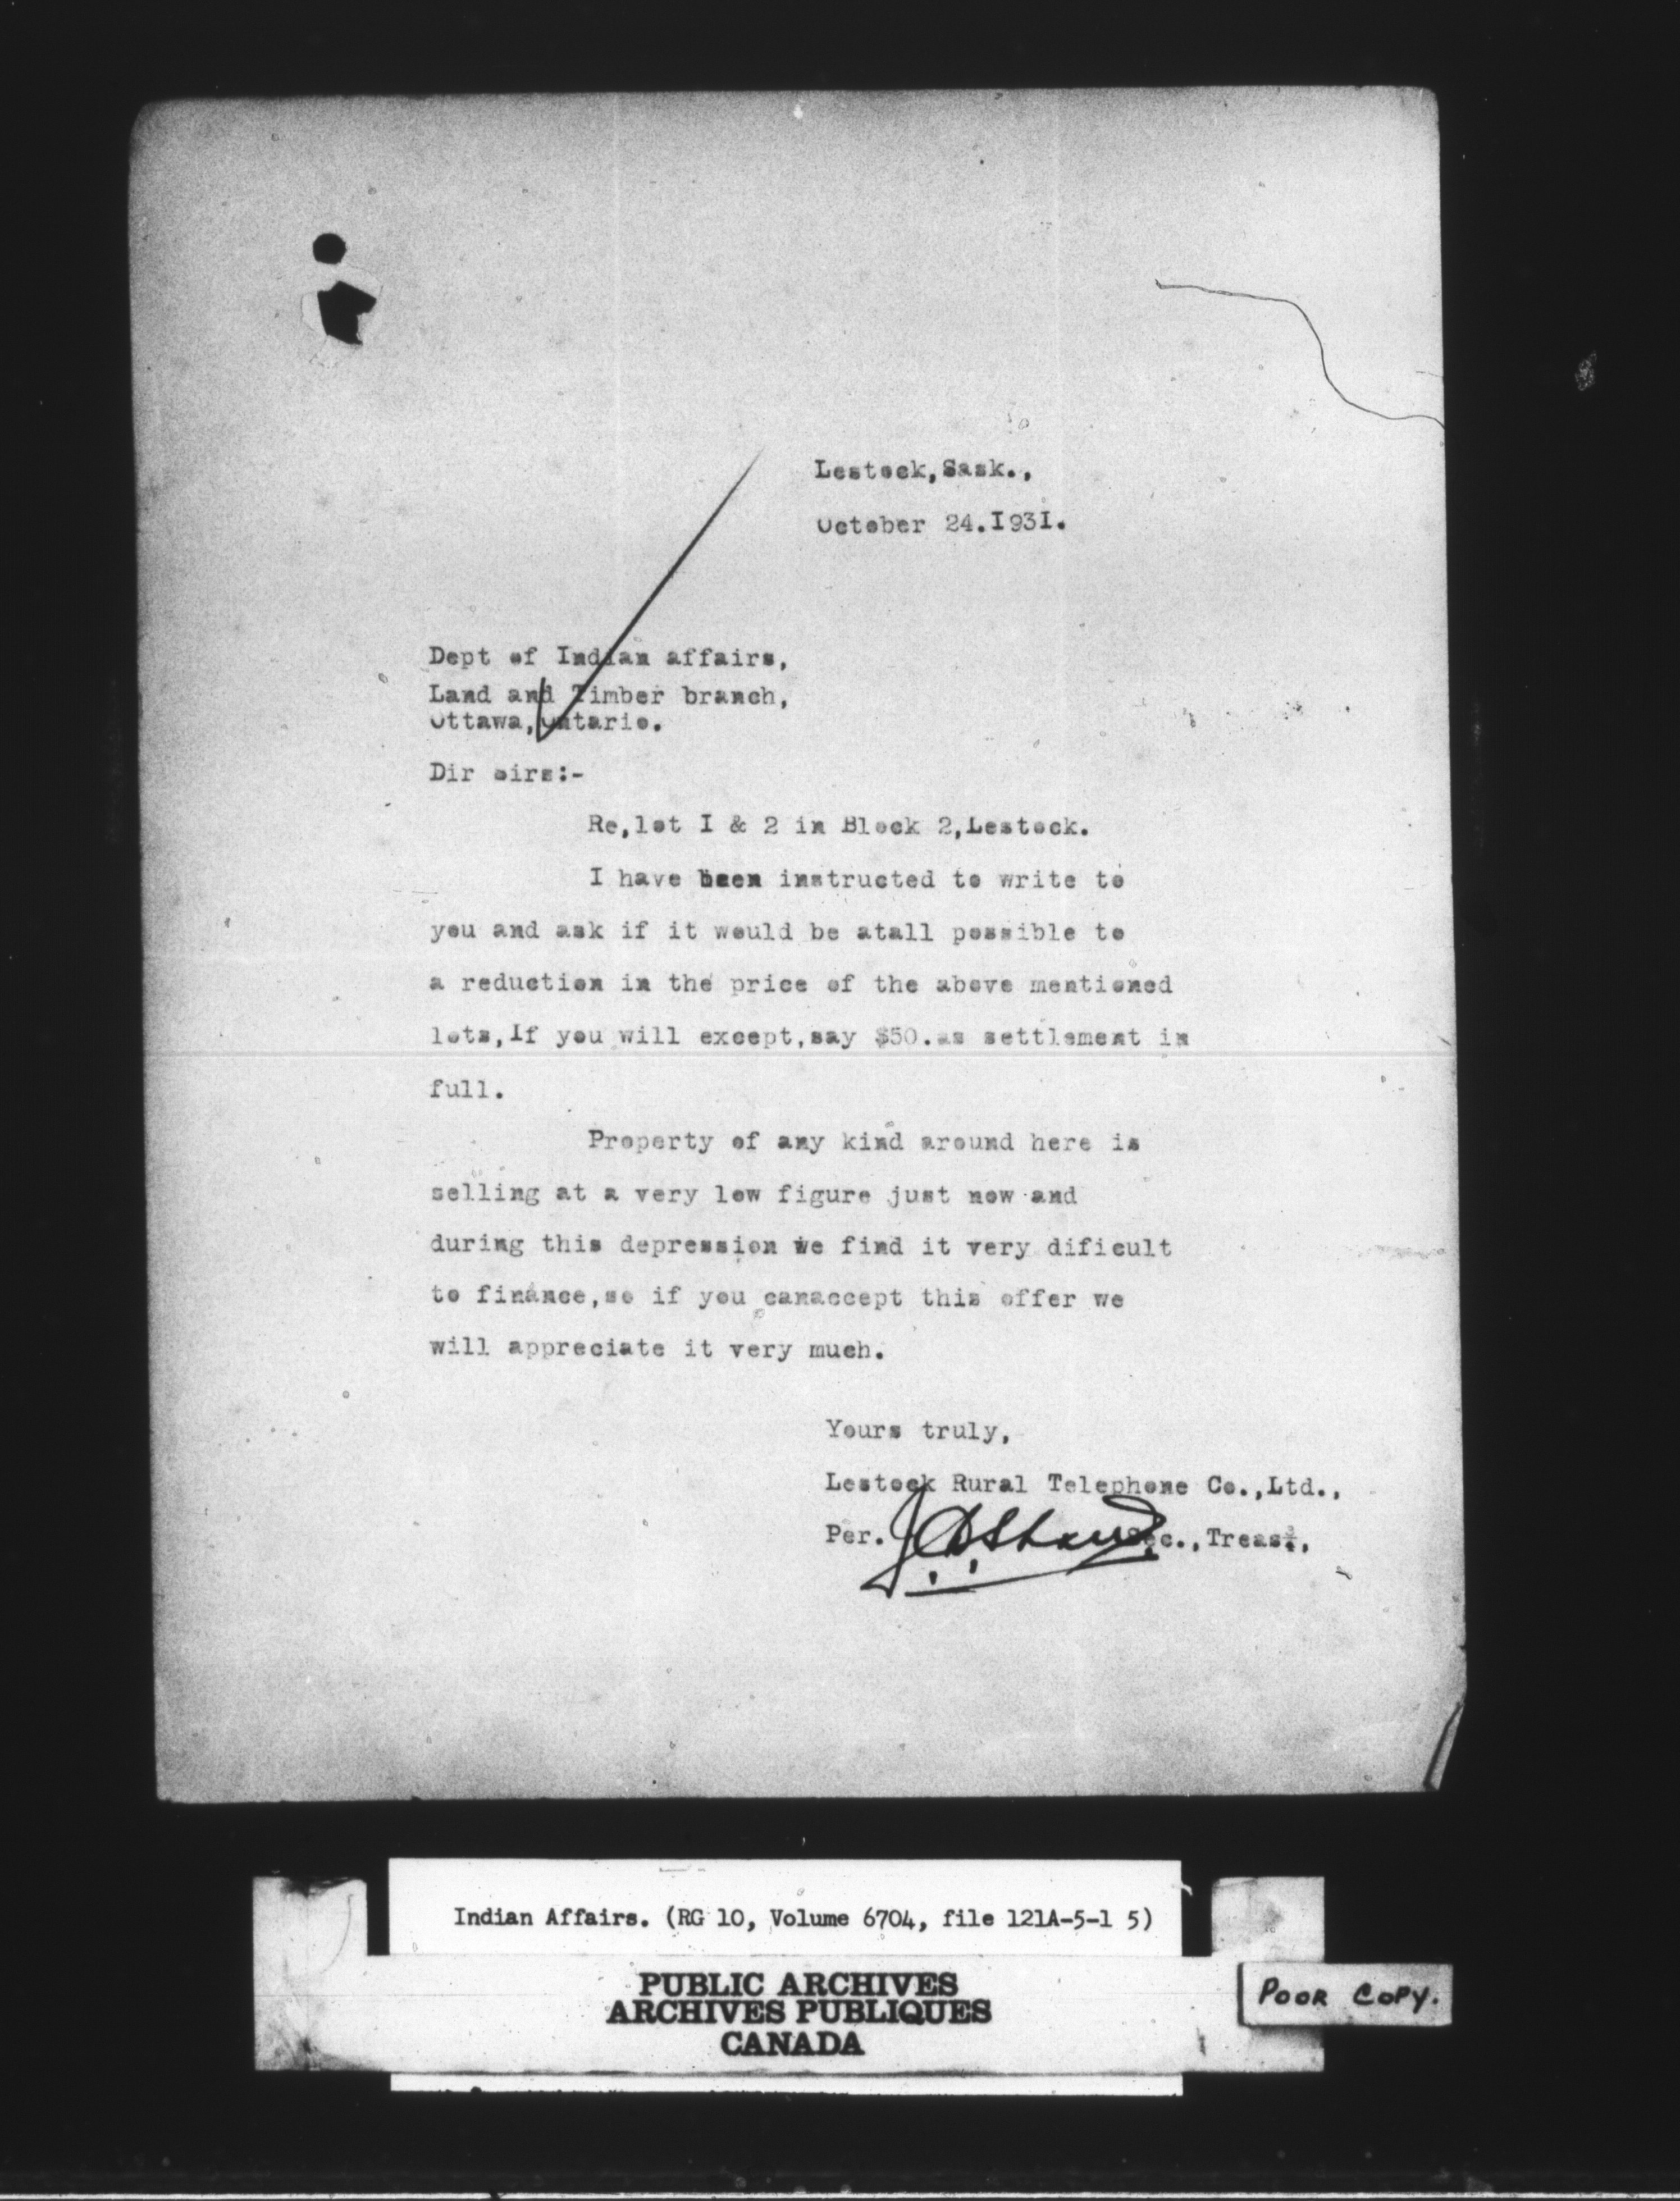 Lestock,Sask.,
October 24.I93I.
Dept of Indian affairs,
Land and Timber branch,
Ottawa,Ontario.
Dir sirs:-
Re,lot I & 2 in Block 2,Lestock.
I have been instructed to write to
you and ask if it would be atall possible to
a reduction in the price of the above mentioned
lots,If you will except,say $50.as settlement in
full.
Property of any kind around here is
selling at a very low figure just now and
during this depression we find it very dificult
to finance,so if you canaccept this offer we
will appreciate it very much.
Yours truly,
Lestock Rural Telephone Co.,Ltd.,
Per. J A Shaw Sec.,Treas.,
Indian Affairs. (RG 10, Volume 6704, file 121A-5-1 5)
PUBLIC ARCHIVES
ARCHIVES PUBLIQUES
CANADA
POOR COPY.